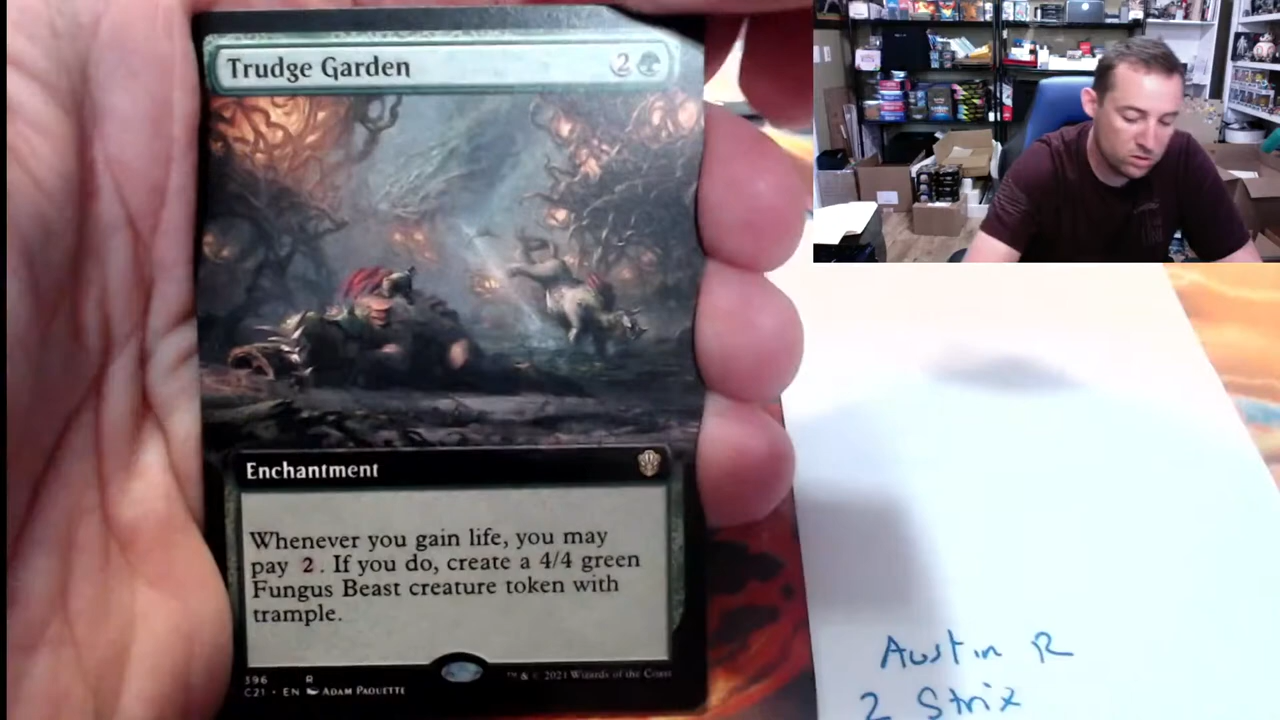 Trudge Garden 2
Enchantment
Whenever you gain life, you may
pay 2. If you do, create a 4/4 green
Fungus Beast creature token with
trample.
396 R
C21 · EN ADAM PAQUETTE
™ & © 2021 Wizards of the Coast
Austin R
2 Strix